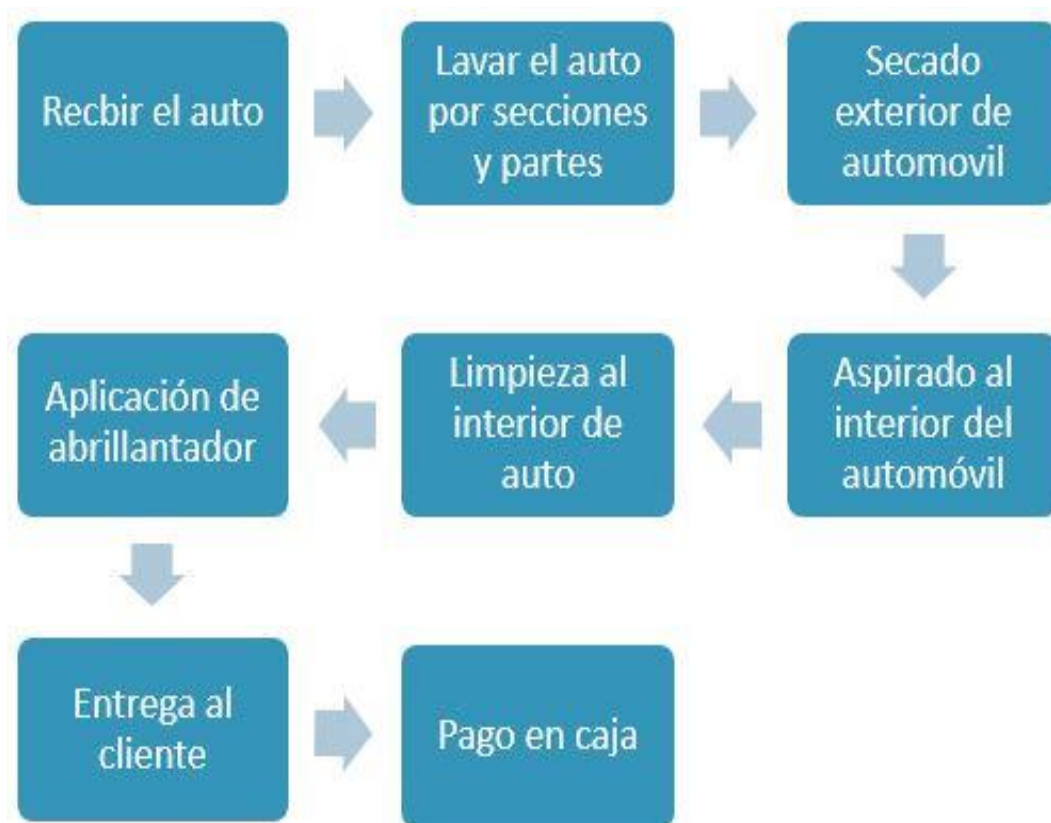 Recbir el auto
Lavar el auto
por secciones
y partes
Secado
exterior de
automovil
Aspirado al
interior del
automóvil
Limpieza al
interior de
auto
Aplicación de
abrillantador
Entrega al
cliente
Pago en caja